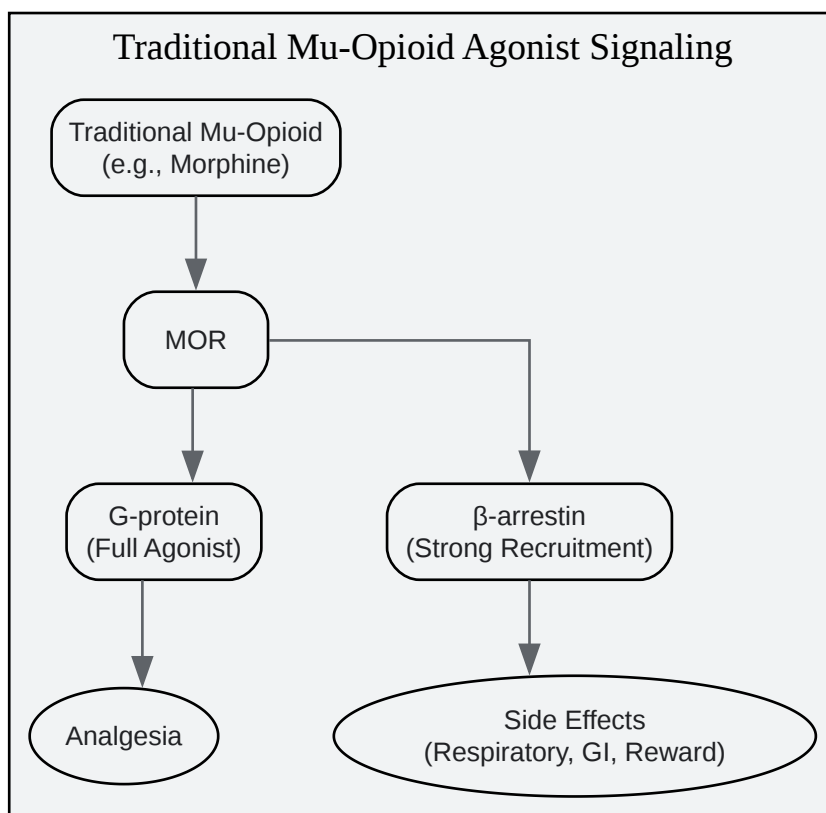 Traditional Mu-Opioid Agonist Signaling
Traditional Mu-Opioid
(e.g., Morphine)
MOR
G-protein
(Full Agonist)
β-arrestin
(Strong Recruitment)
Analgesia
Side Effects
(Respiratory, GI, Reward)